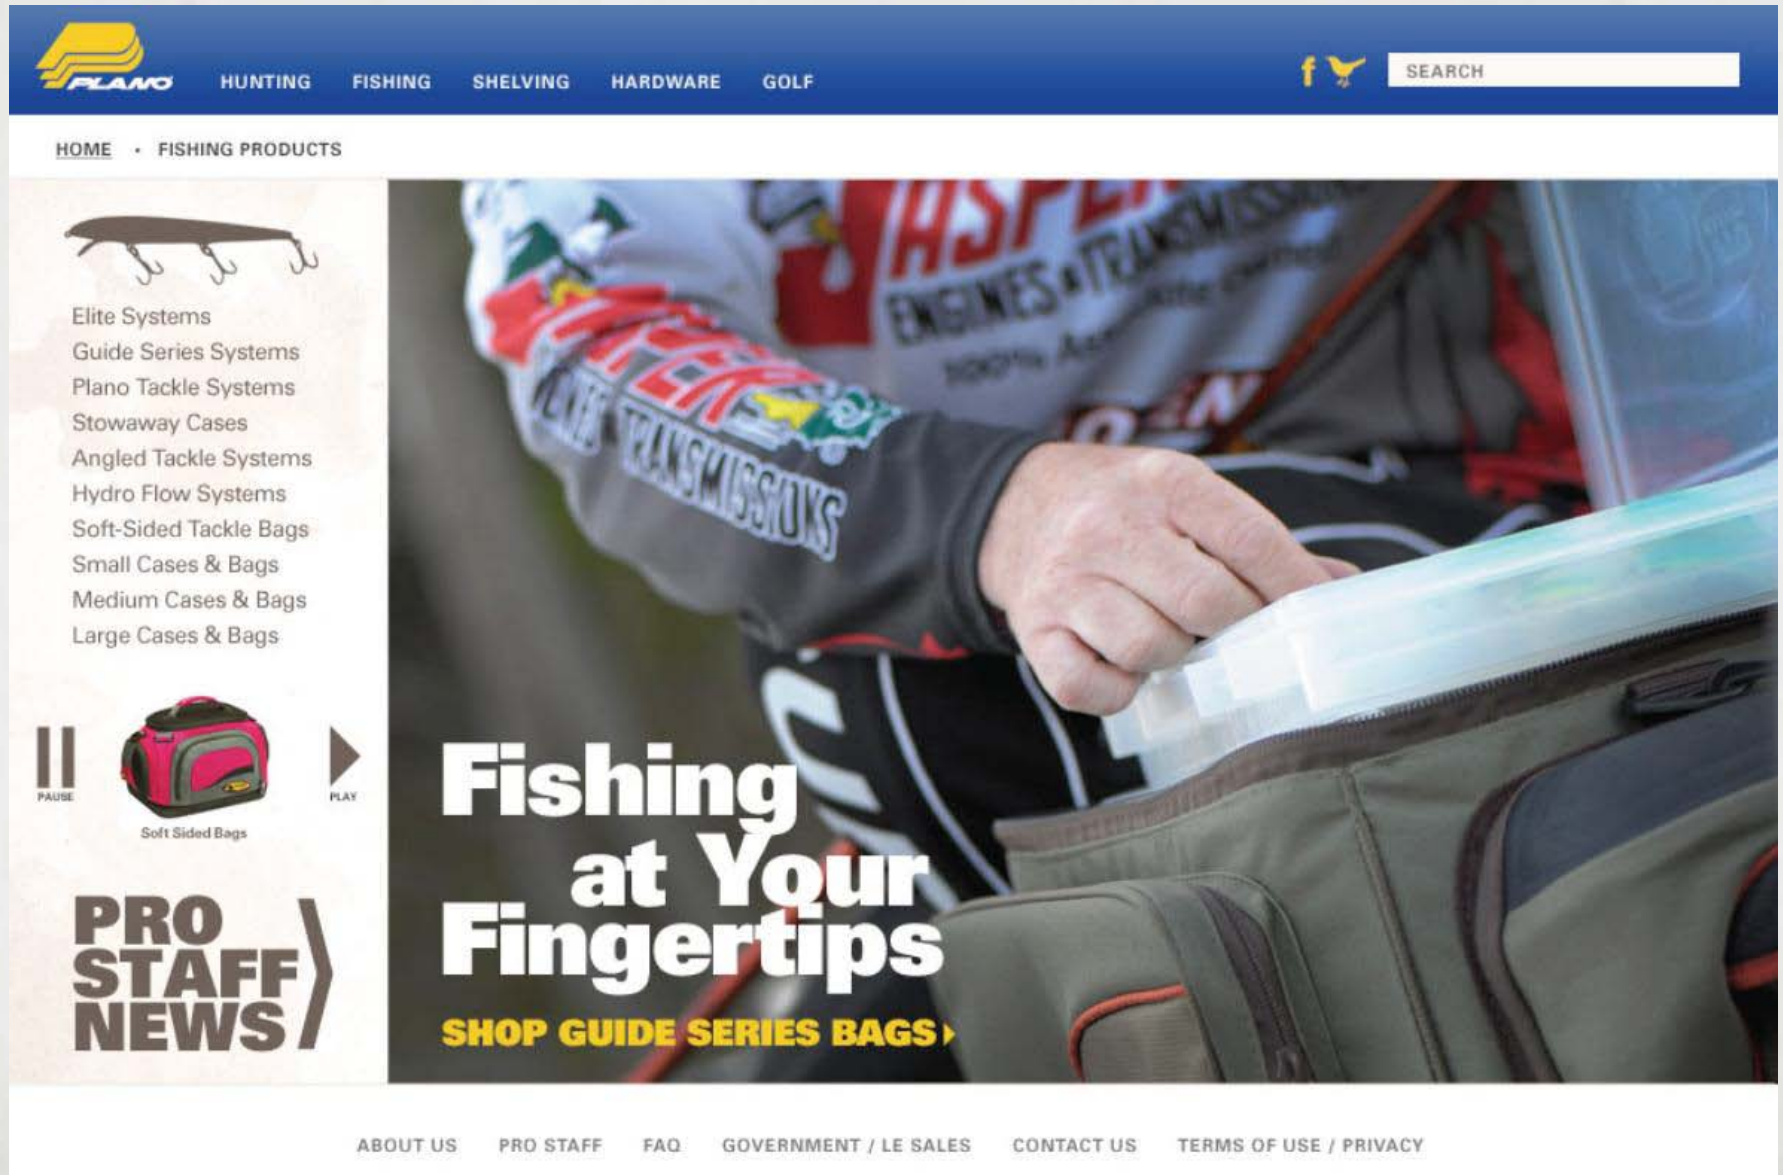 PLANO
HUNTING FISHING SHELVING HARDWARE GOLF
f
SEARCH
HOME • FISHING PRODUCTS
Elite Systems
Guide Series Systems
Plano Tackle Systems
Stowaway Cases
Angled Tackle Systems
Hydro Flow Systems
Soft-Sided Tackle Bags
Small Cases & Bags
Medium Cases & Bags
Large Cases & Bags
PAUSE
PLAY
Soft Sided Bags
PRO
STAFF
NEWS
JASPER
ENGINES & TRANSMISSIONS
100%
TRANSMISSIONS
Fishing
at Your
Fingertips
SHOP GUIDE SERIES BAGS
ABOUT US PRO STAFF FAQ GOVERNMENT / LE SALES CONTACT US TERMS OF USE / PRIVACY